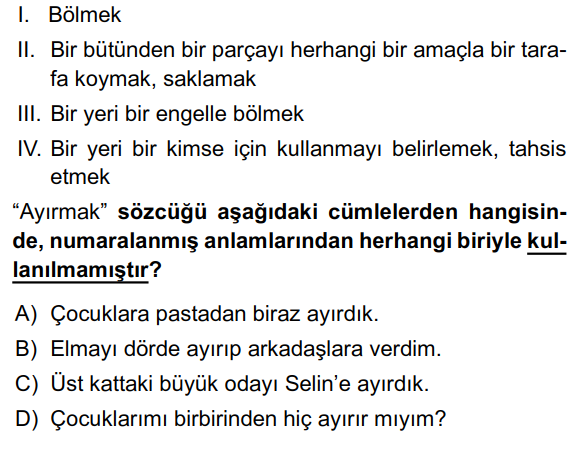 I. Bölmek
II. Bir bütünden bir parçayı herhangi bir amaçla bir tara-
fa koymak, saklamak
III. Bir yeri bir engelle bölmek
IV. Bir yeri bir kimse için kullanmayı belirlemek, tahsis
etmek
“Ayırmak” sözcüğü aşağıdaki cümlelerden hangisin-
de, numaralanmış anlamlarından herhangi biriyle kul-
lanılmamıştır?
A) Çocuklara pastadan biraz ayırdık.
B) Elmayı dörde ayırıp arkadaşlara verdim.
C) Üst kattaki büyük odayı Selin’e ayırdık.
D) Çocuklarımı birbirinden hiç ayırır mıyım?